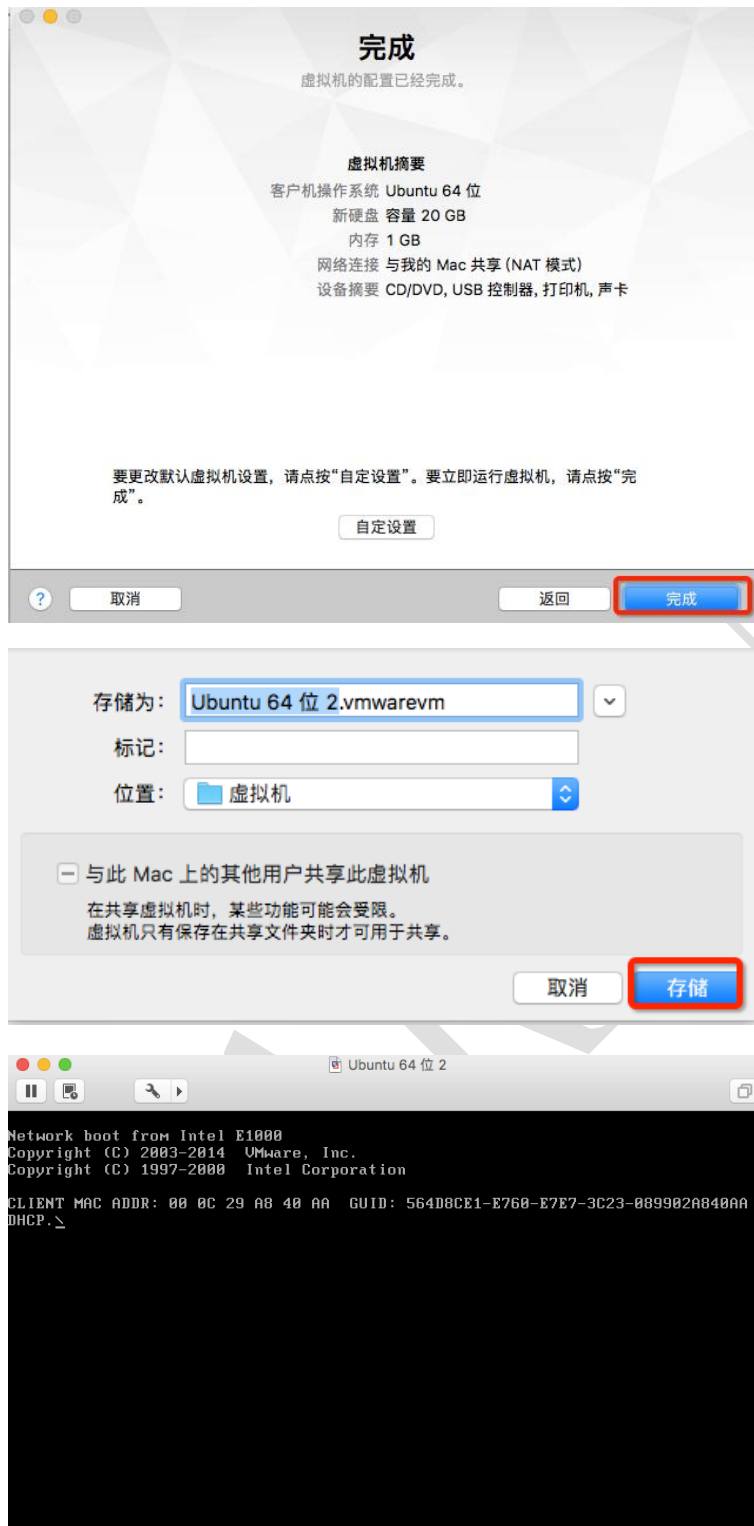 完成
虚拟机的配置已经完成。
虚拟机摘要
客户机操作系统 Ubuntu 64 位
新硬盘 容量 20 GB
内存 1 GB
网络连接 与我的 Mac 共享 (NAT 模式)
设备摘要 CD/DVD, USB 控制器, 打印机, 声卡
要更改默认虚拟机设置，请点按“自定设置”。要立即运行虚拟机，请点按“完
成”。
自定设置
? 取消 返回 完成
存储为: Ubuntu 64 位 2.vmwarevm
标记:
位置: 虚拟机
与此 Mac 上的其他用户共享此虚拟机
在共享虚拟机时，某些功能可能会受限。
虚拟机只有保存在共享文件夹时才可用于共享。
取消 存储
Ubuntu 64 位 2
Network boot from Intel E1000
Copyright (C) 2003-2014 VMware, Inc.
Copyright (C) 1997-2000 Intel Corporation
CLIENT MAC ADDR: 00 0C 29 A8 40 AA GUID: 564D8CE1-E760-E7E7-3C23-089902A840AA
DHCP.\